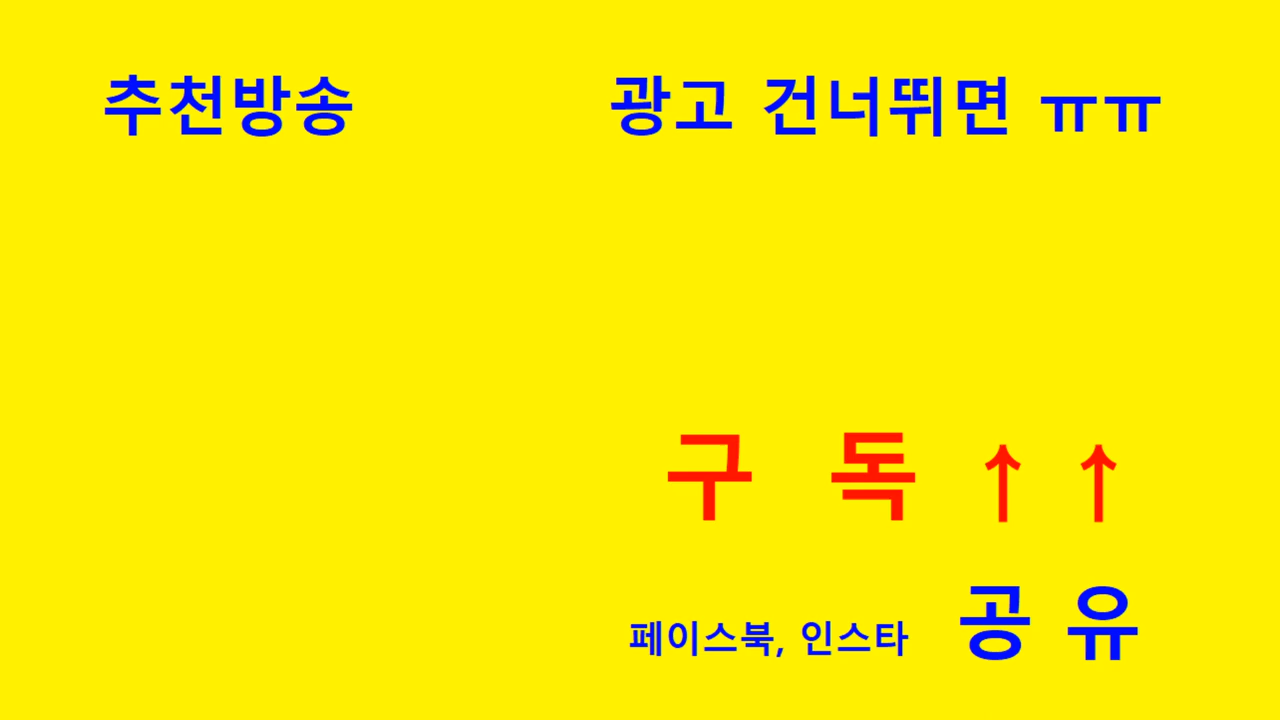 추천방송
광고 건너뛰면 ㅠㅠ
구 독 ↑ ↑
페이스북, 인스타 공 유